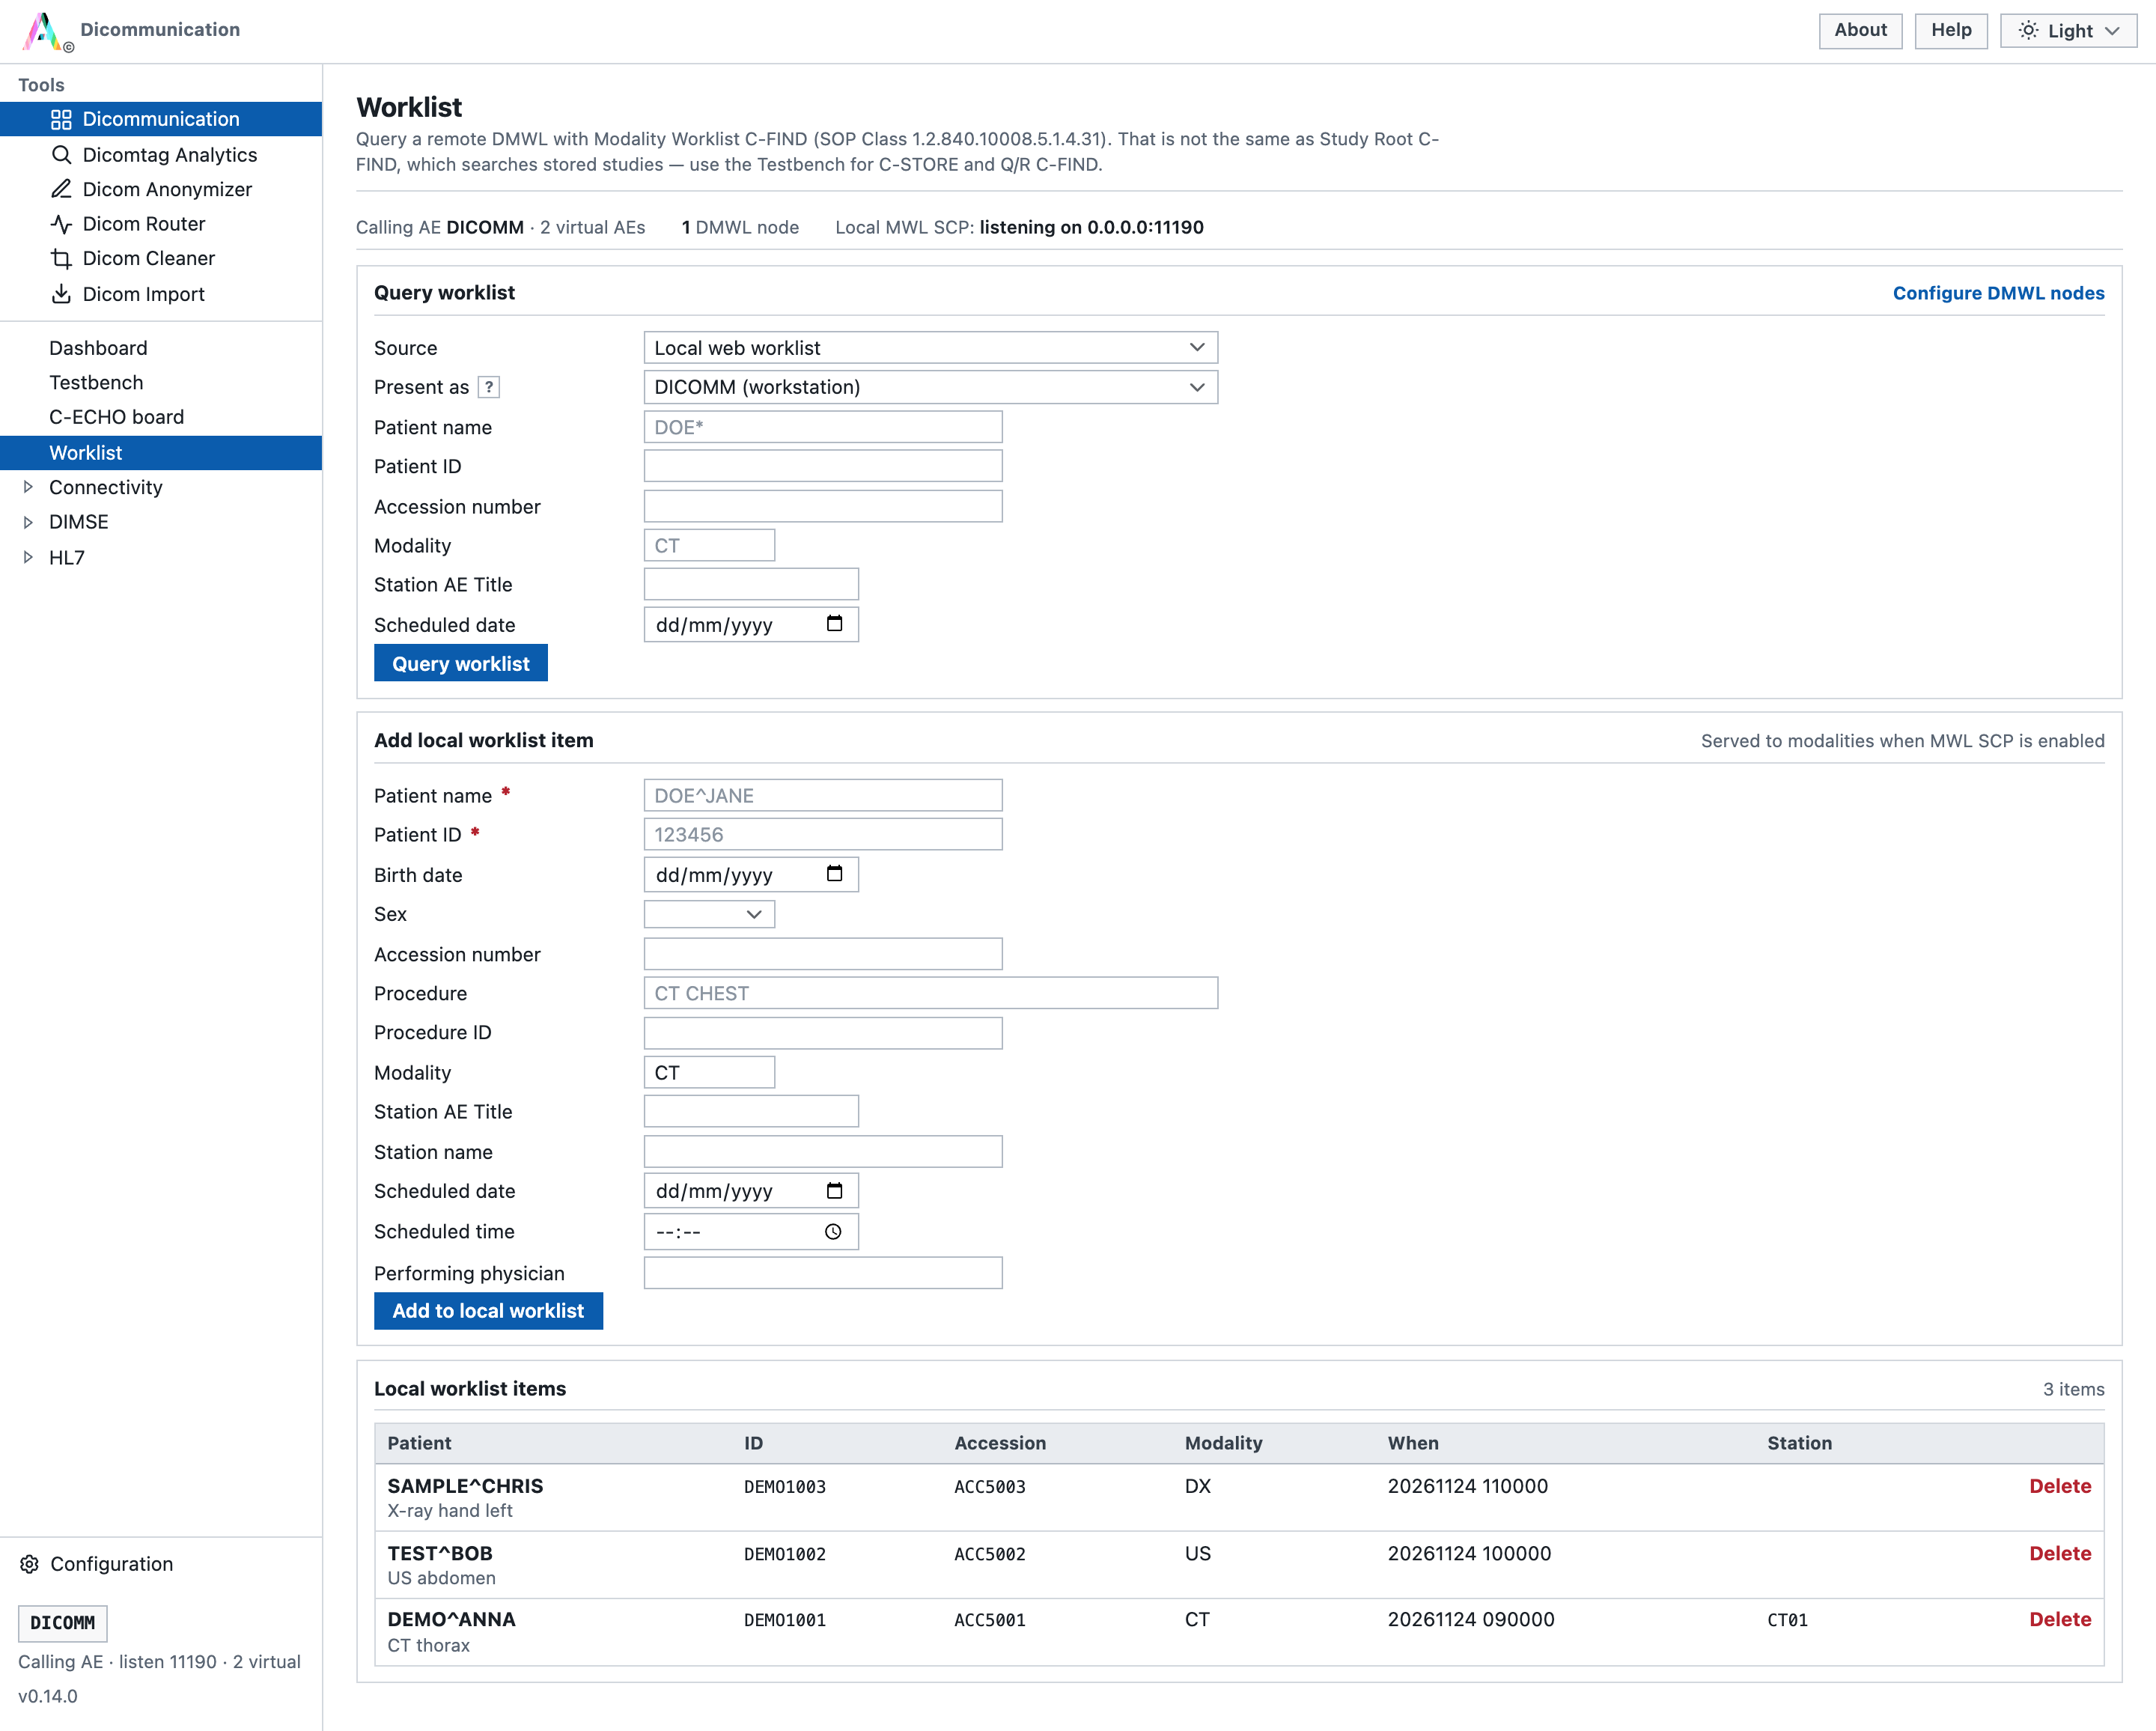 Dicommunication
About
Help
Light
Tools
Dicommunication
Dicomtag Analytics
Dicom Anonymizer
Dicom Router
Dicom Cleaner
Dicom Import
Dashboard
Testbench
C-ECHO board
Worklist
Connectivity
DIMSE
HL7
Configuration
DICOMM
Calling AE · listen 11190 · 2 virtual
v0.14.0
Worklist
Query a remote DMWL with Modality Worklist C-FIND (SOP Class 1.2.840.10008.5.1.4.31). That is not the same as Study Root C-
FIND, which searches stored studies — use the Testbench for C-STORE and Q/R C-FIND.
Calling AE DICOMM · 2 virtual AEs 1 DMWL node Local MWL SCP: listening on 0.0.0.0:11190
Query worklist Configure DMWL nodes
Source Local web worklist
Present as ? DICOMM (workstation)
Patient name DOE*
Patient ID
Accession number
Modality CT
Station AE Title
Scheduled date dd/mm/yyyy
Query worklist
Add local worklist item Served to modalities when MWL SCP is enabled
Patient name * DOE^JANE
Patient ID * 123456
Birth date dd/mm/yyyy
Sex
Accession number
Procedure CT CHEST
Procedure ID
Modality CT
Station AE Title
Station name
Scheduled date dd/mm/yyyy
Scheduled time --:--
Performing physician
Add to local worklist
Local worklist items 3 items
Patient ID Accession Modality When Station
SAMPLE^CHRIS DEMO1003 ACC5003 DX 20261124 110000 Delete
X-ray hand left
TEST^BOB DEMO1002 ACC5002 US 20261124 100000 Delete
US abdomen
DEMO^ANNA DEMO1001 ACC5001 CT 20261124 090000 CT01 Delete
CT thorax